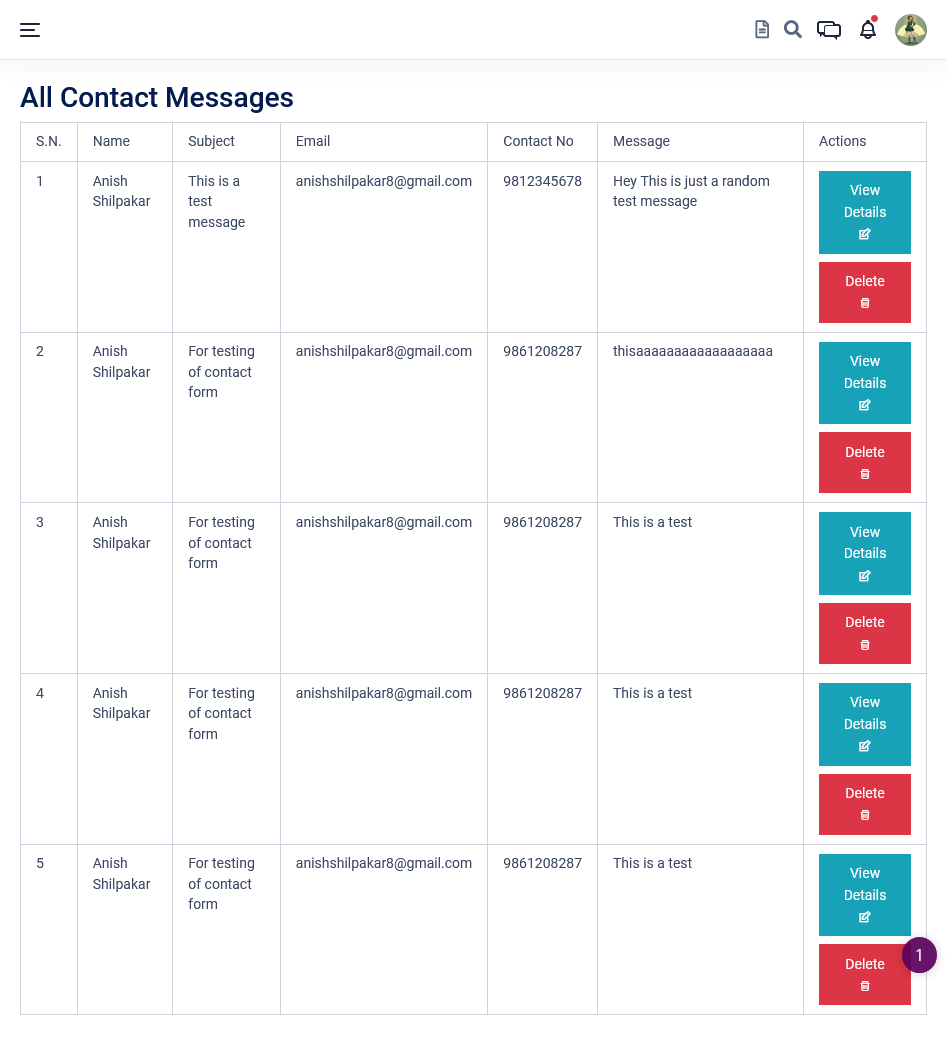 All Contact Messages
S.N. Name Subject Email Contact No Message Actions
1 Anish Shilpakar This is a test message anishshilpakar8@gmail.com 9812345678 Hey This is just a random test message View Details
Delete
2 Anish Shilpakar For testing of contact form anishshilpakar8@gmail.com 9861208287 thisaaaaaaaaaaaaaaaaaa View Details
Delete
3 Anish Shilpakar For testing of contact form anishshilpakar8@gmail.com 9861208287 This is a test View Details
Delete
4 Anish Shilpakar For testing of contact form anishshilpakar8@gmail.com 9861208287 This is a test View Details
Delete
5 Anish Shilpakar For testing of contact form anishshilpakar8@gmail.com 9861208287 This is a test View Details
Delete
1